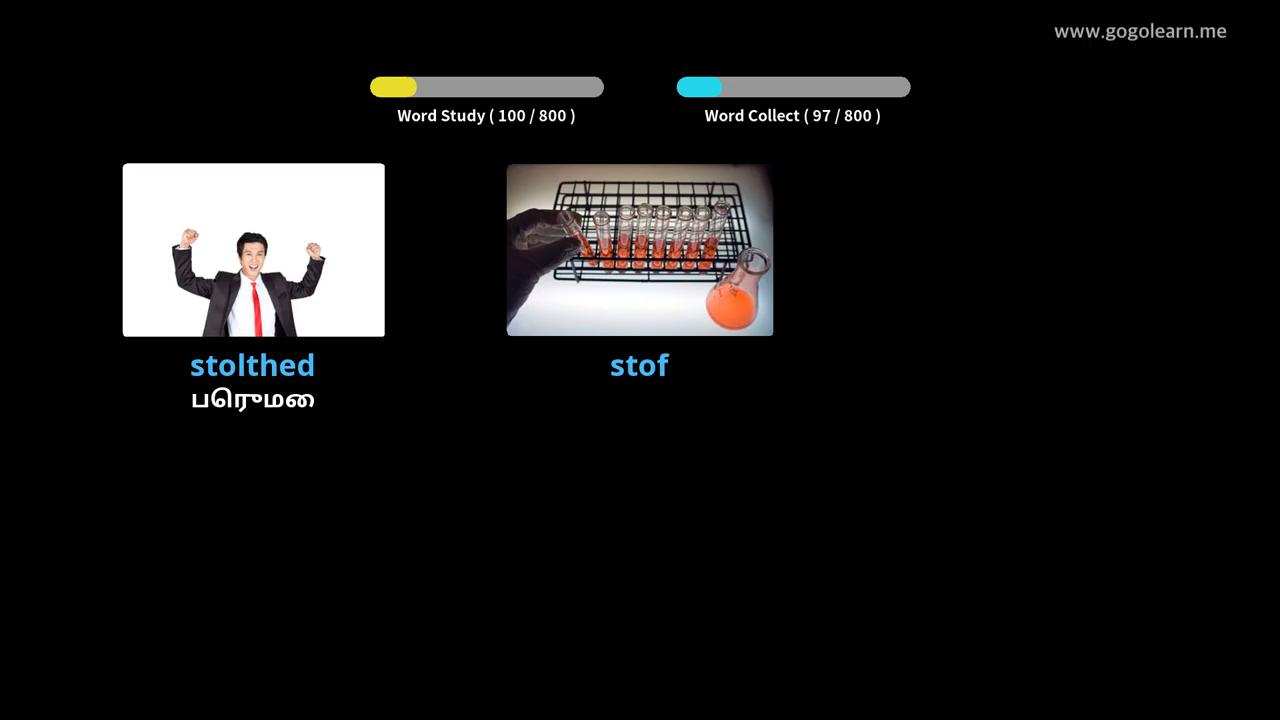 www.gogolearn.me
Word Study ( 100 / 800 )
Word Collect ( 97 / 800 )
stolthed
stof
பெருமை